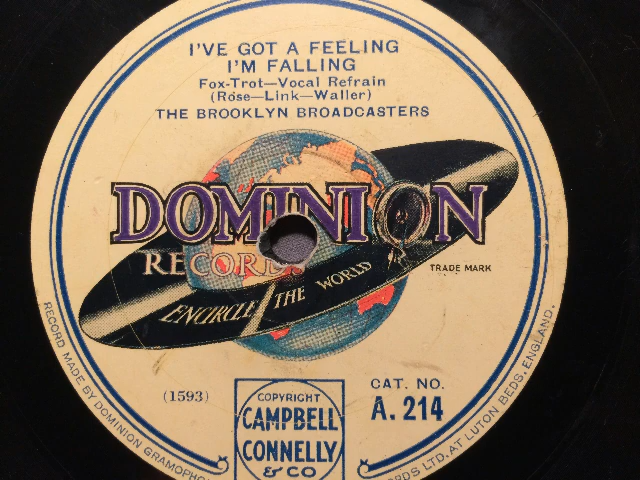 I'VE GOT A FEELING
I'M FALLING
Fox-Trot—Vocal Refrain
(Rose—Link—Waller)
THE BROOKLYN BROADCASTERS
DOMINION
RECORDS
TRADE MARK
ENCIRCLE THE WORLD
(1593)
COPYRIGHT
CAMPBELL
CONNELLY
& CO
CAT. NO.
A. 214
RECORD MADE BY DOMINION
LTD. AT LUTON BEDS. ENGLAND.